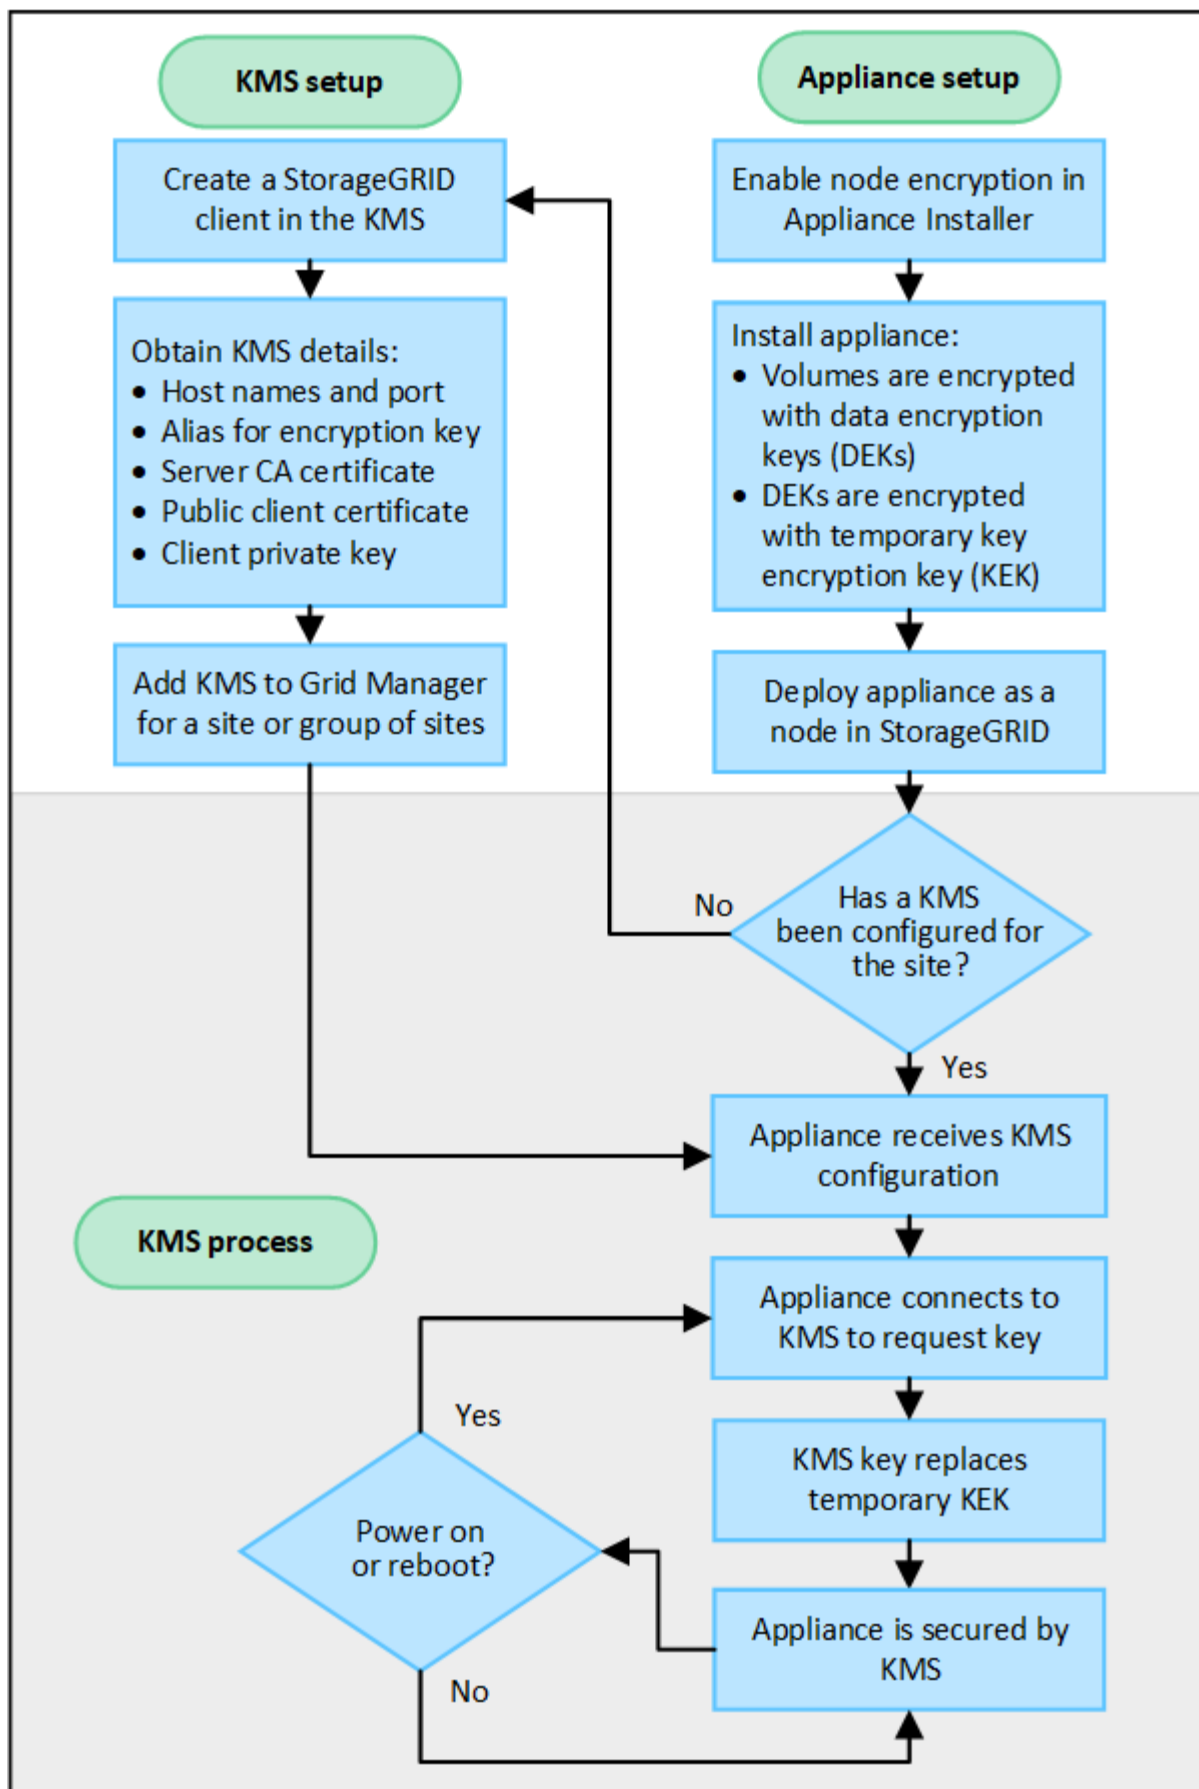 KMS setup
Create a StorageGRID
client in the KMS
Obtain KMS details:
• Host names and port
• Alias for encryption key
• Server CA certificate
• Public client certificate
• Client private key
Add KMS to Grid Manager
for a site or group of sites
Appliance setup
Enable node encryption in
Appliance Installer
Install appliance:
• Volumes are encrypted
with data encryption
keys (DEKs)
• DEKs are encrypted
with temporary key
encryption key (KEK)
Deploy appliance as a
node in StorageGRID
Has a KMS
been configured for
the site?
No
Yes
Appliance receives KMS
configuration
KMS process
Appliance connects to
KMS to request key
KMS key replaces
temporary KEK
Appliance is secured by
KMS
Power on
or reboot?
Yes
No